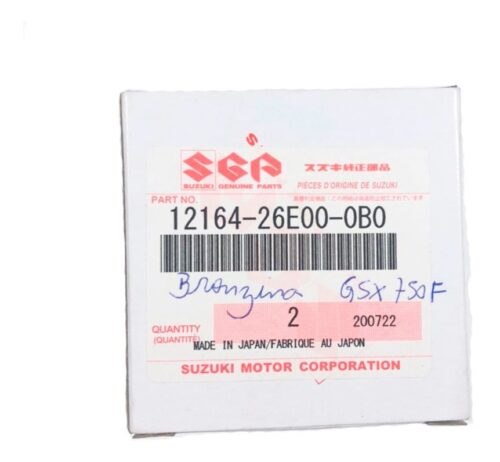 S.
SGP スズキ純正部品
SUZUKI GENUINE PARTS PIÈCES D'ORIGINE DE SUZUKI
PART NO.
12164-26E00-0B0
Bronzina GSX 750F
QUANTITY 2 200722
(QUANTITÉ)
MADE IN JAPAN/FABRIQUE AU JAPON
SUZUKI MOTOR CORPORATION